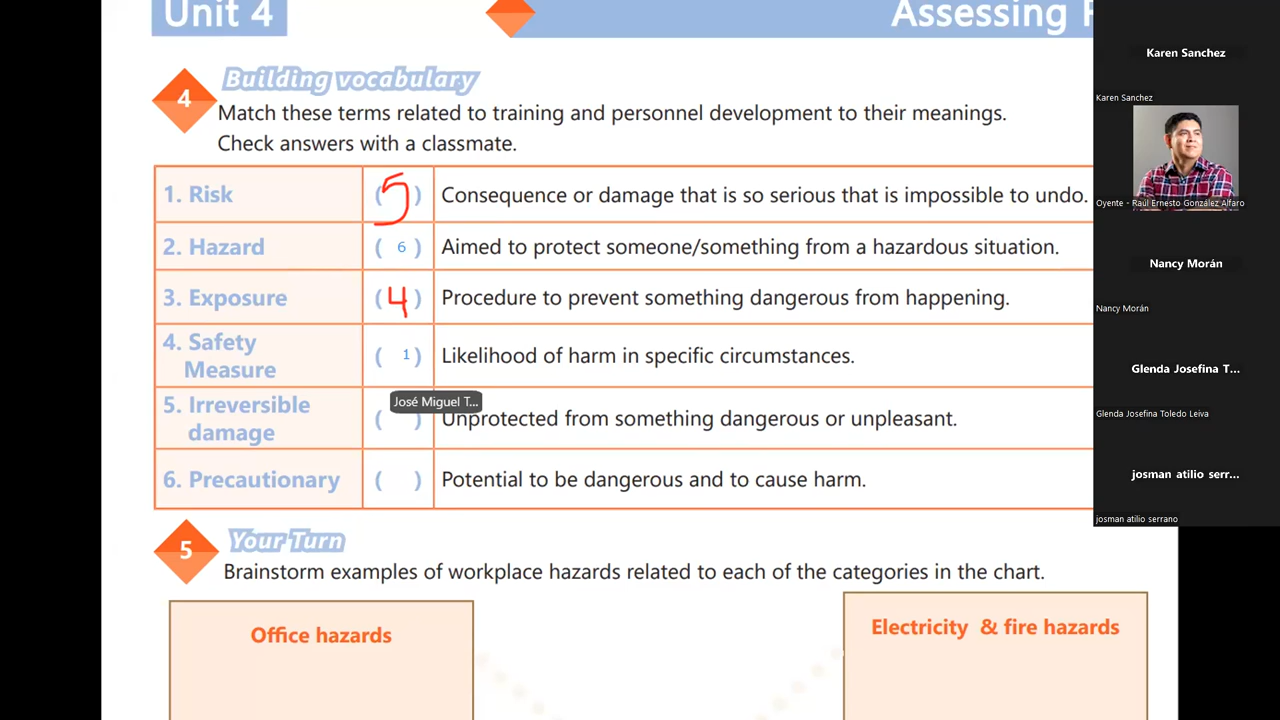 Unit 4
Assessing
4
Building vocabulary
Match these terms related to training and personnel development to their meanings.
Check answers with a classmate.
1. Risk ( 5 ) Consequence or damage that is so serious that is impossible to undo.
2. Hazard ( 6 ) Aimed to protect someone/something from a hazardous situation.
3. Exposure ( 4 ) Procedure to prevent something dangerous from happening.
4. Safety
Measure ( 1 ) Likelihood of harm in specific circumstances.
José Miguel T...
5. Irreversible
damage ( ) Unprotected from something dangerous or unpleasant.
6. Precautionary ( ) Potential to be dangerous and to cause harm.
5
Your Turn
Brainstorm examples of workplace hazards related to each of the categories in the chart.
Office hazards
Electricity & fire hazards
Karen Sanchez
Karen Sanchez
Oyente - Raúl Ernesto González Alfaro
Nancy Morán
Nancy Morán
Glenda Josefina T...
Glenda Josefina Toledo Leiva
josman atilio serr...
josman atilio serrano